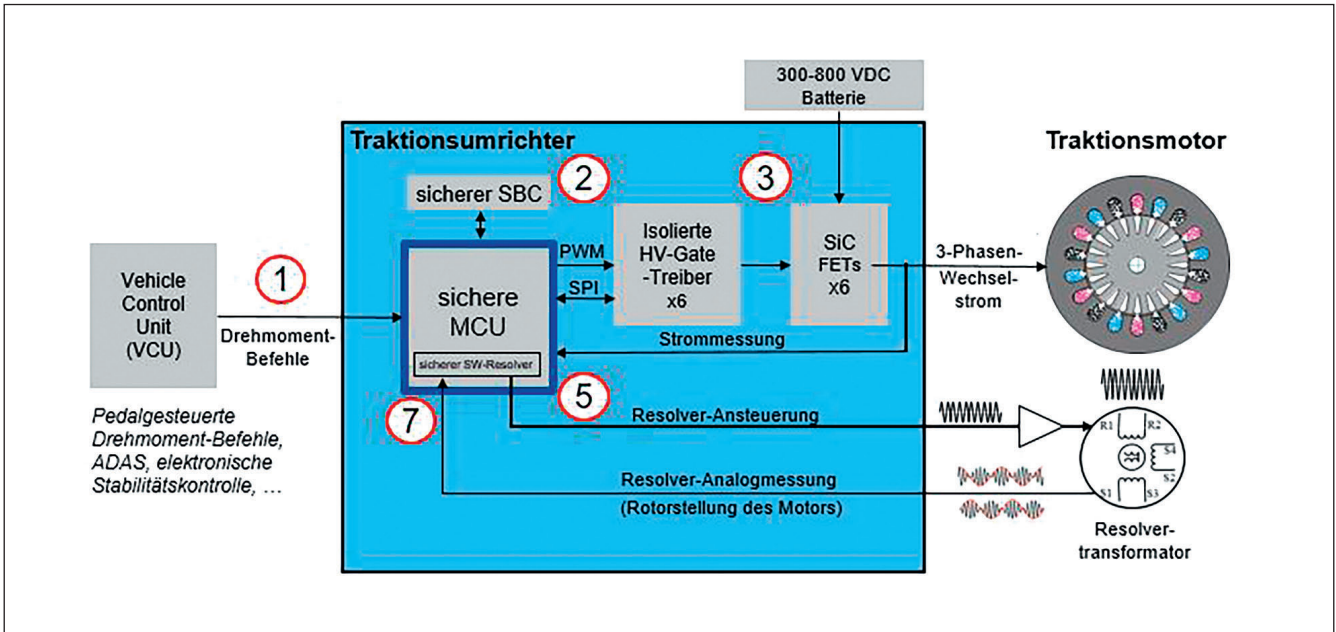 300-800 VDC
Batterie
Traktionsumrichter
Traktionsmotor
sicherer SBC
2
3
Vehicle
Control
Unit
(VCU)
1
Drehmoment-
Befehle
sichere
MCU
sicherer SW-Resolver
PWM
SPI
Isolierte
HV-Gate
-Treiber
x6
SiC
FETs
x6
3-Phasen-
Wechsel-
strom
Strommessung
7
5
Pedalgesteuerte
Drehmoment-Befehle,
ADAS, elektronische
Stabilitätskontrolle, ...
Resolver-Ansteuerung
Resolver-Analogmessung
(Rotorstellung des Motors)
R1 R2
S4
S2
S1 S3
Resolver-
transformator